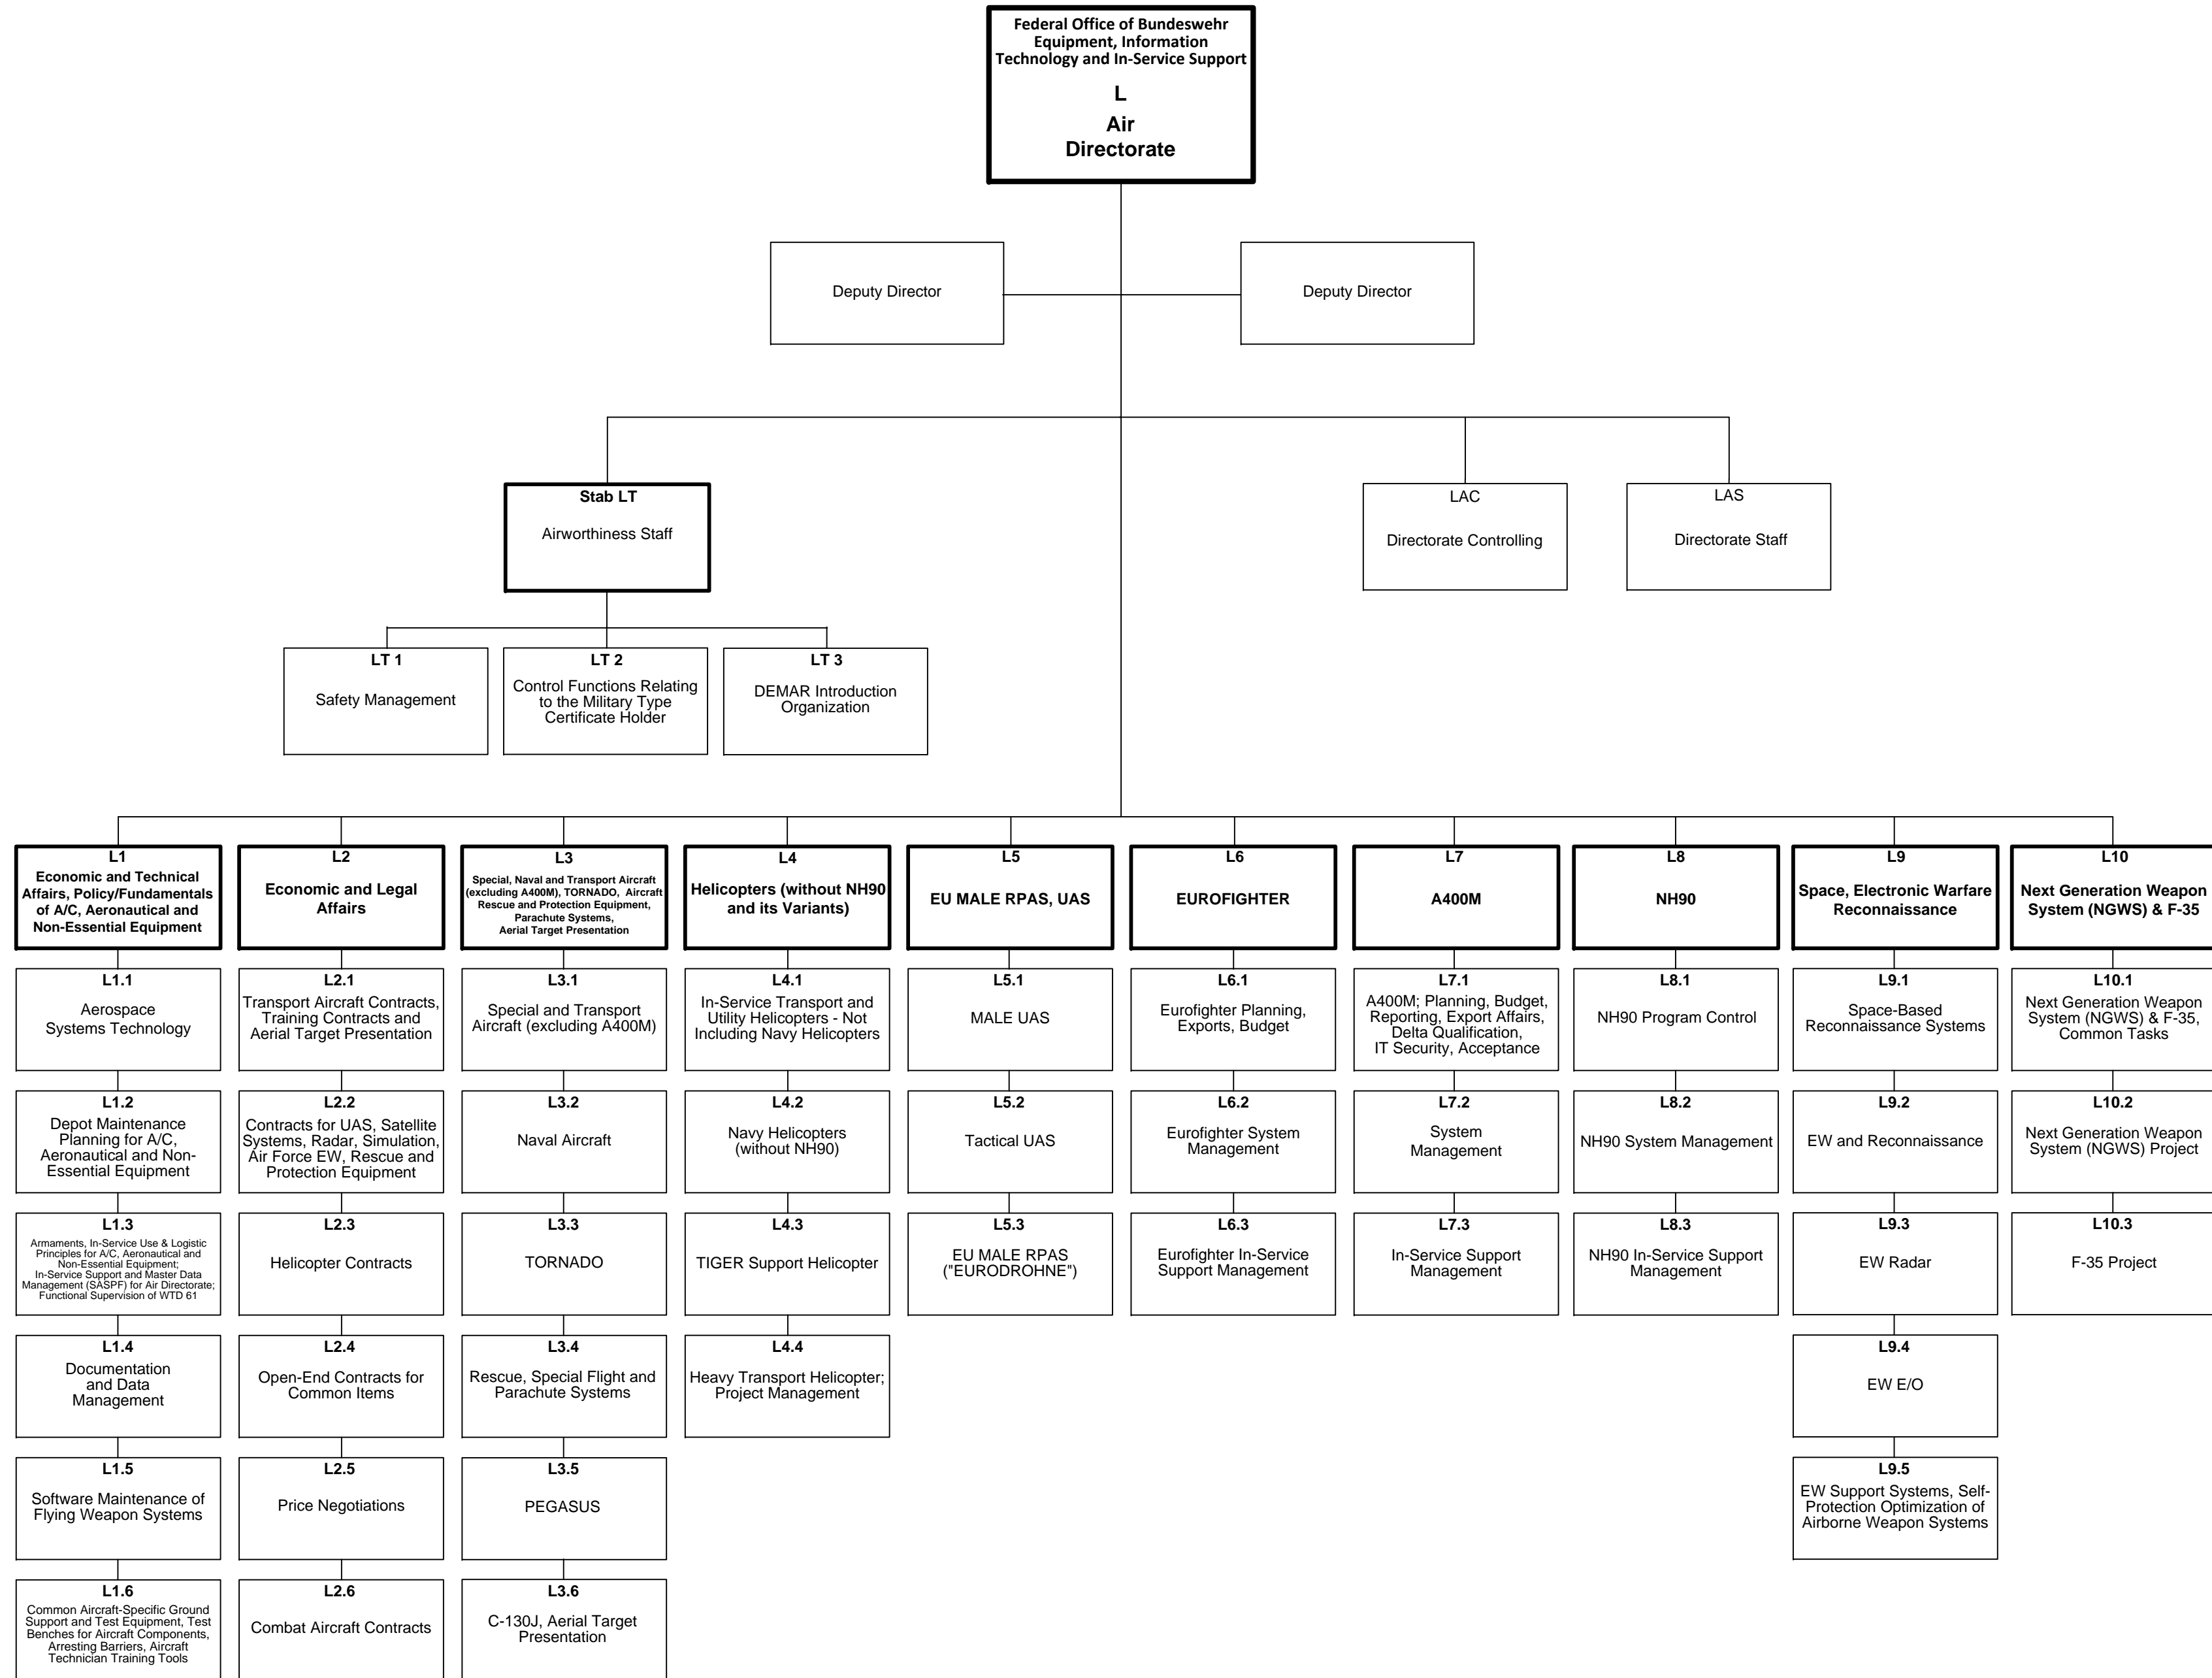 Federal Office of Bundeswehr
Equipment, Information
Technology and In-Service Support
L
Air
Directorate
Deputy Director
Deputy Director
Stab LT
Airworthiness Staff
LAC
Directorate Controlling
LAS
Directorate Staff
LT 1
Safety Management
LT 2
Control Functions Relating
to the Military Type
Certificate Holder
LT 3
DEMAR Introduction
Organization
L1
Economic and Technical
Affairs, Policy/Fundamentals
of A/C, Aeronautical and
Non-Essential Equipment
L1.1
Aerospace
Systems Technology
L1.2
Depot Maintenance
Planning for A/C,
Aeronautical and Non-
Essential Equipment
L1.3
Armaments, In-Service Use & Logistic
Principles for A/C, Aeronautical and
Non-Essential Equipment;
In-Service Support and Master Data
Management (SASPF) for Air Directorate;
Functional Supervision of WTD 61
L1.4
Documentation
and Data
Management
L1.5
Software Maintenance of
Flying Weapon Systems
L1.6
Common Aircraft-Specific Ground
Support and Test Equipment, Test
Benches for Aircraft Components,
Arresting Barriers, Aircraft
Technician Training Tools
L2
Economic and Legal
Affairs
L2.1
Transport Aircraft Contracts,
Training Contracts and
Aerial Target Presentation
L2.2
Contracts for UAS, Satellite
Systems, Radar, Simulation,
Air Force EW, Rescue and
Protection Equipment
L2.3
Helicopter Contracts
L2.4
Open-End Contracts for
Common Items
L2.5
Price Negotiations
L2.6
Combat Aircraft Contracts
L3
Special, Naval and Transport Aircraft
(excluding A400M), TORNADO, Aircraft
Rescue and Protection Equipment,
Parachute Systems,
Aerial Target Presentation
L3.1
Special and Transport
Aircraft (excluding A400M)
L3.2
Naval Aircraft
L3.3
TORNADO
L3.4
Rescue, Special Flight and
Parachute Systems
L3.5
PEGASUS
L3.6
C-130J, Aerial Target
Presentation
L4
Helicopters (without NH90
and its Variants)
L4.1
In-Service Transport and
Utility Helicopters - Not
Including Navy Helicopters
L4.2
Navy Helicopters
(without NH90)
L4.3
TIGER Support Helicopter
L4.4
Heavy Transport Helicopter;
Project Management
L5
EU MALE RPAS, UAS
L5.1
MALE UAS
L5.2
Tactical UAS
L5.3
EU MALE RPAS
("EURODROHNE")
L6
EUROFIGHTER
L6.1
Eurofighter Planning,
Exports, Budget
L6.2
Eurofighter System
Management
L6.3
Eurofighter In-Service
Support Management
L7
A400M
L7.1
A400M; Planning, Budget,
Reporting, Export Affairs,
Delta Qualification,
IT Security, Acceptance
L7.2
System
Management
L7.3
In-Service Support
Management
L8
NH90
L8.1
NH90 Program Control
L8.2
NH90 System Management
L8.3
NH90 In-Service Support
Management
L9
Space, Electronic Warfare
Reconnaissance
L9.1
Space-Based
Reconnaissance Systems
L9.2
EW and Reconnaissance
L9.3
EW Radar
L9.4
EW E/O
L9.5
EW Support Systems, Self-
Protection Optimization of
Airborne Weapon Systems
L10
Next Generation Weapon
System (NGWS) & F-35
L10.1
Next Generation Weapon
System (NGWS) & F-35,
Common Tasks
L10.2
Next Generation Weapon
System (NGWS) Project
L10.3
F-35 Project